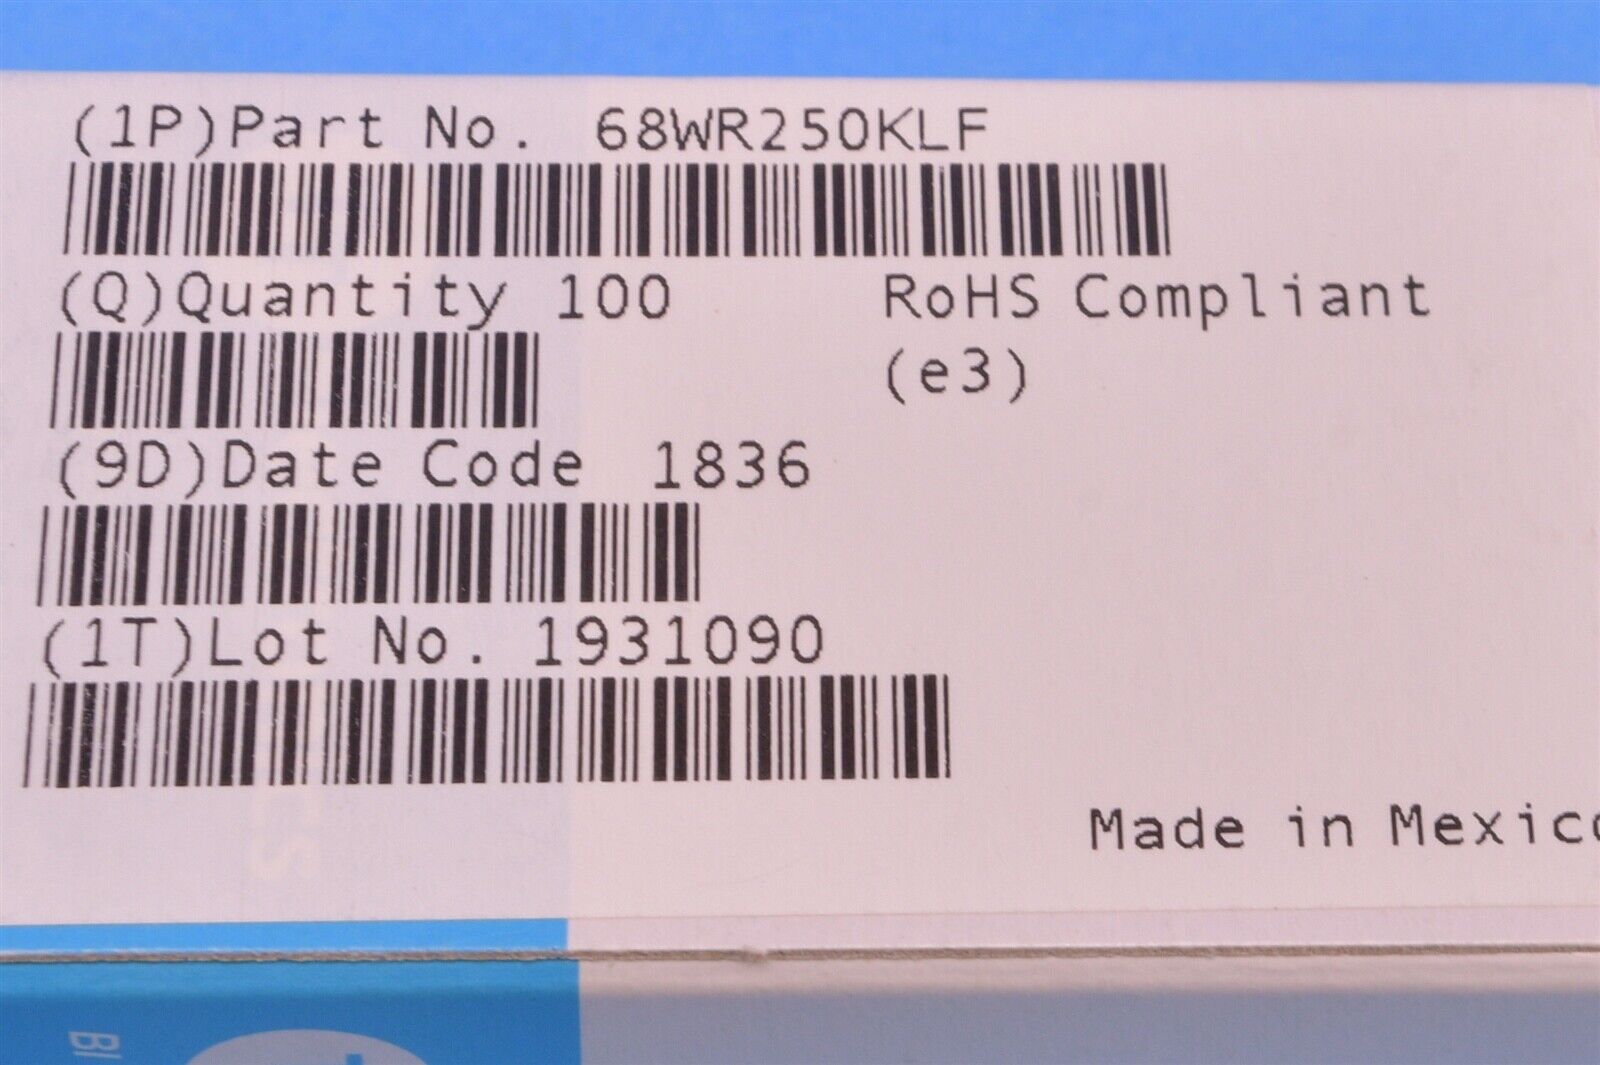 (1P)Part No. 68WR250KLF
(Q)Quantity 100
RoHS Compliant
(e3)
(9D)Date Code 1836
(1T)Lot No. 1931090
Made in Mexico